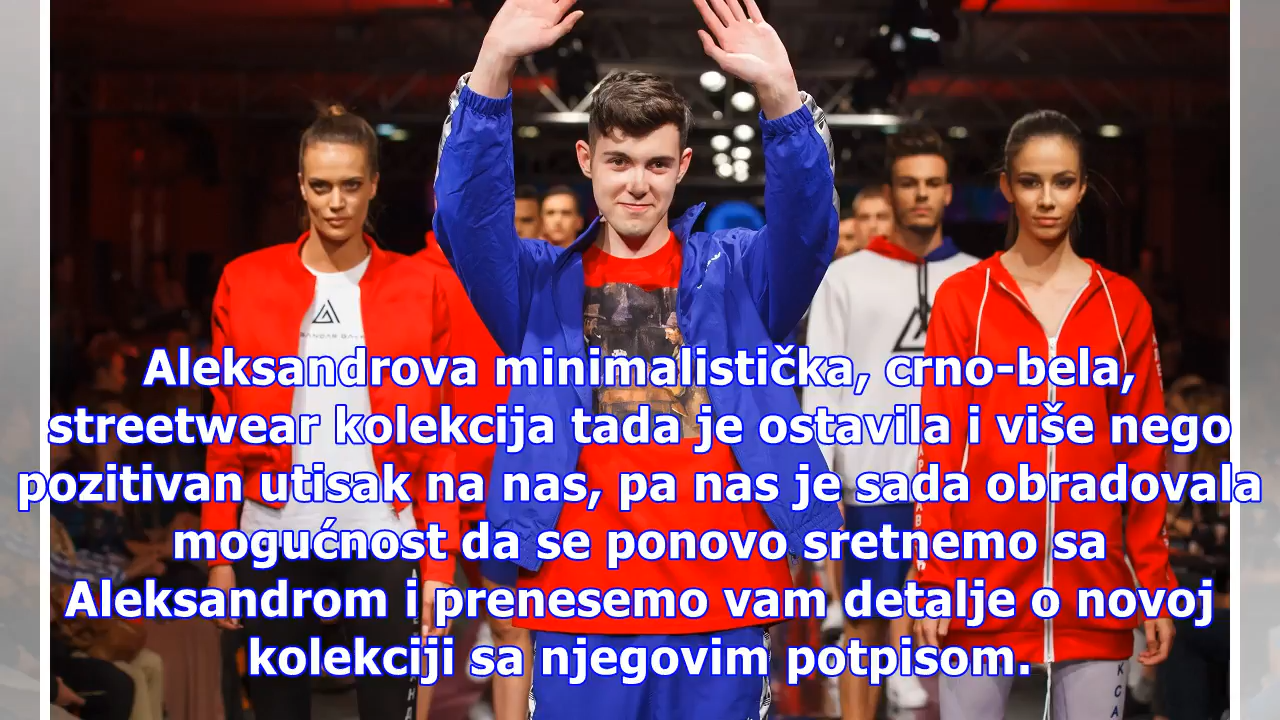 Aleksandrova minimalistička, crno-bela,
streetwear kolekcija tada je ostavila i više nego
pozitivan utisak na nas, pa nas je sada obradovala
mogućnost da se ponovo sretnemo sa
Aleksandrom i prenesemo vam detalje o novoj
kolekciji sa njegovim potpisom.